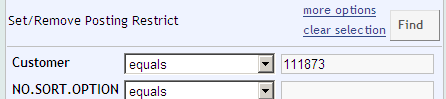 more options
Set/Remove Posting Restrict
clear selection
Find
Customer equals 111873
NO.SORT.OPTION equals